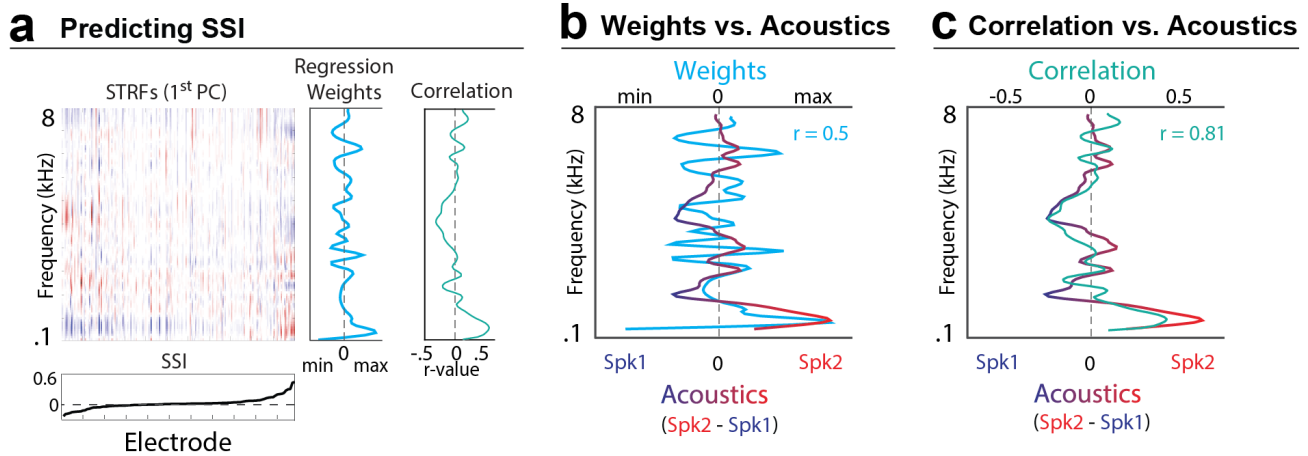 a Predicting SSI
STRFs (1st PC)
Regression
Weights
Correlation
8
Frequency (kHz)
.1
min 0 max
-.5 0 .5
r-value
SSI
0.6
0
Electrode
b Weights vs. Acoustics
Weights
min 0 max
8
r = 0.5
Frequency (kHz)
.1
Spk1 0 Spk2
Acoustics
(Spk2 - Spk1)
c Correlation vs. Acoustics
Correlation
-0.5 0 0.5
8
r = 0.81
Frequency (kHz)
.1
Spk1 0 Spk2
Acoustics
(Spk2 - Spk1)